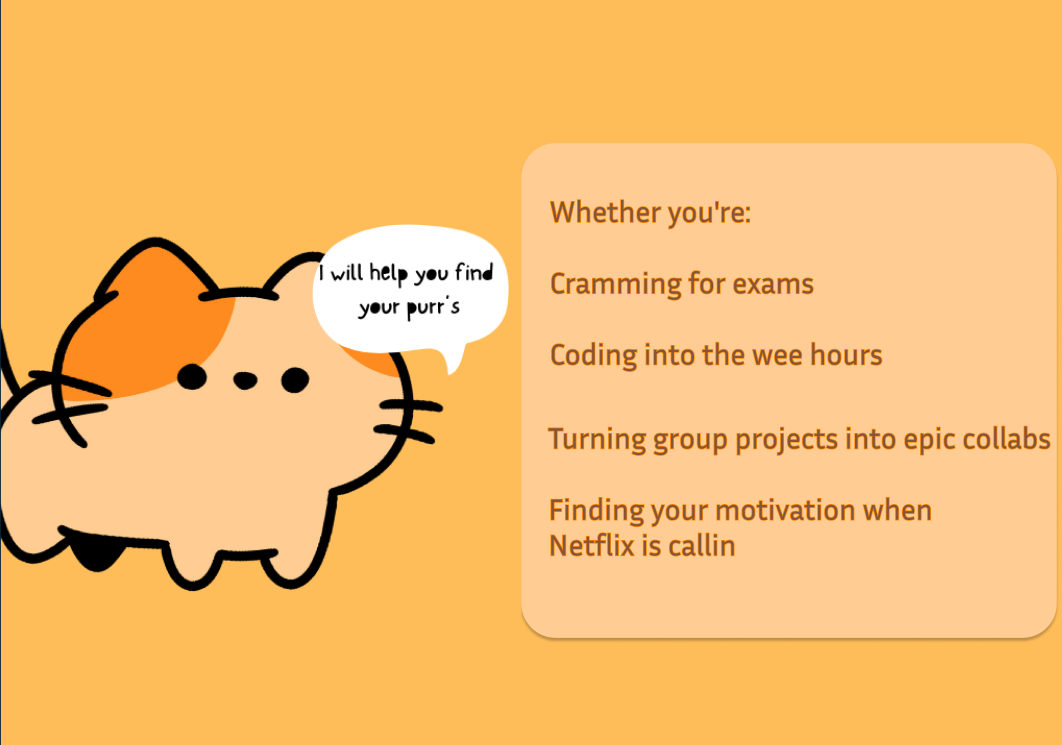 I will help you find
your purr's
Whether you're:
Cramming for exams
Coding into the wee hours
Turning group projects into epic collabs
Finding your motivation when
Netflix is callin